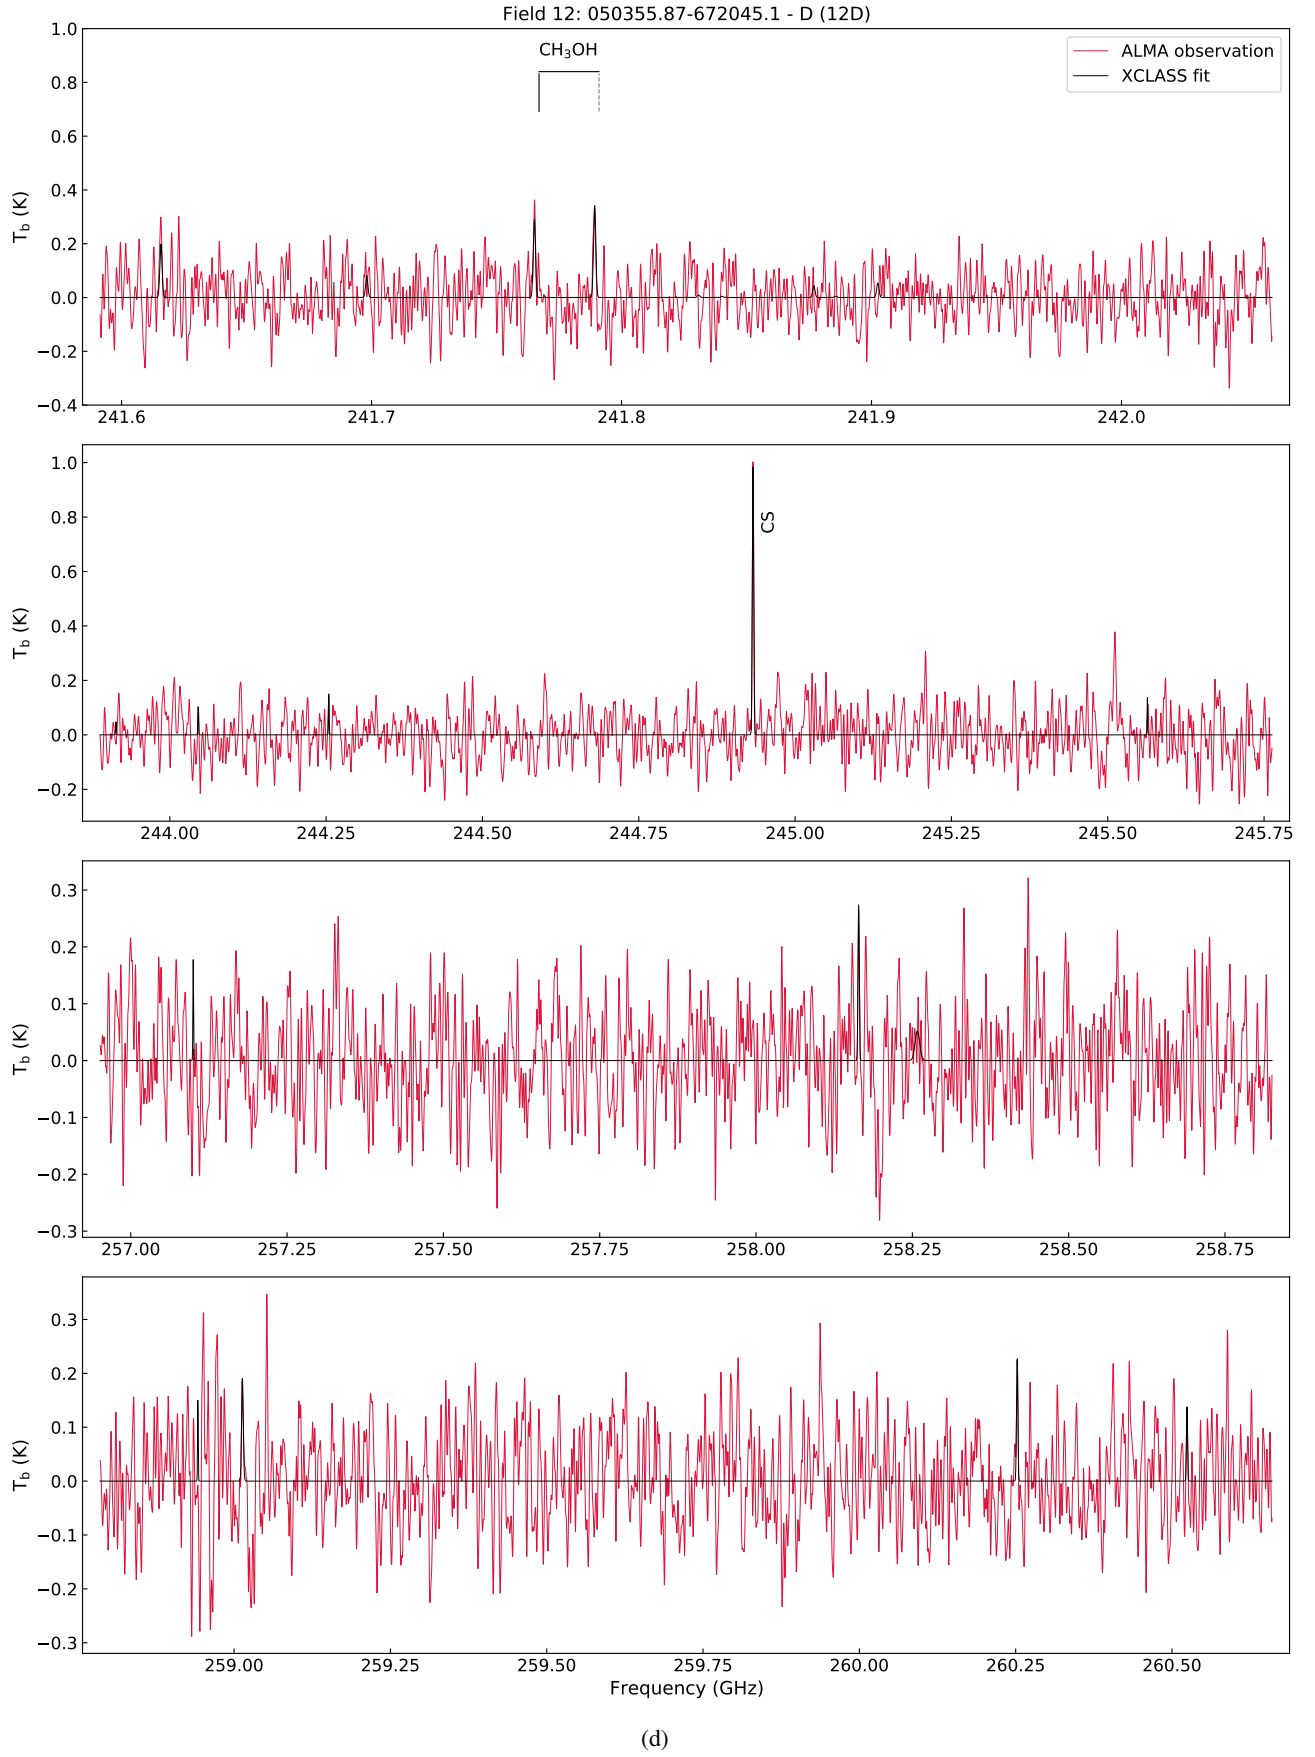 Field 12: 050355.87-672045.1 - D (12D)
CH₃OH
ALMA observation
XCLASS fit
1.0
0.8
0.6
0.4
0.2
0.0
−0.2
−0.4
T_b (K)
241.6 241.7 241.8 241.9 242.0
1.0
0.8
0.6
0.4
0.2
0.0
−0.2
T_b (K)
CS
244.00 244.25 244.50 244.75 245.00 245.25 245.50 245.75
0.3
0.2
0.1
0.0
−0.1
−0.2
−0.3
T_b (K)
257.00 257.25 257.50 257.75 258.00 258.25 258.50 258.75
0.3
0.2
0.1
0.0
−0.1
−0.2
−0.3
T_b (K)
259.00 259.25 259.50 259.75 260.00 260.25 260.50
Frequency (GHz)
(d)